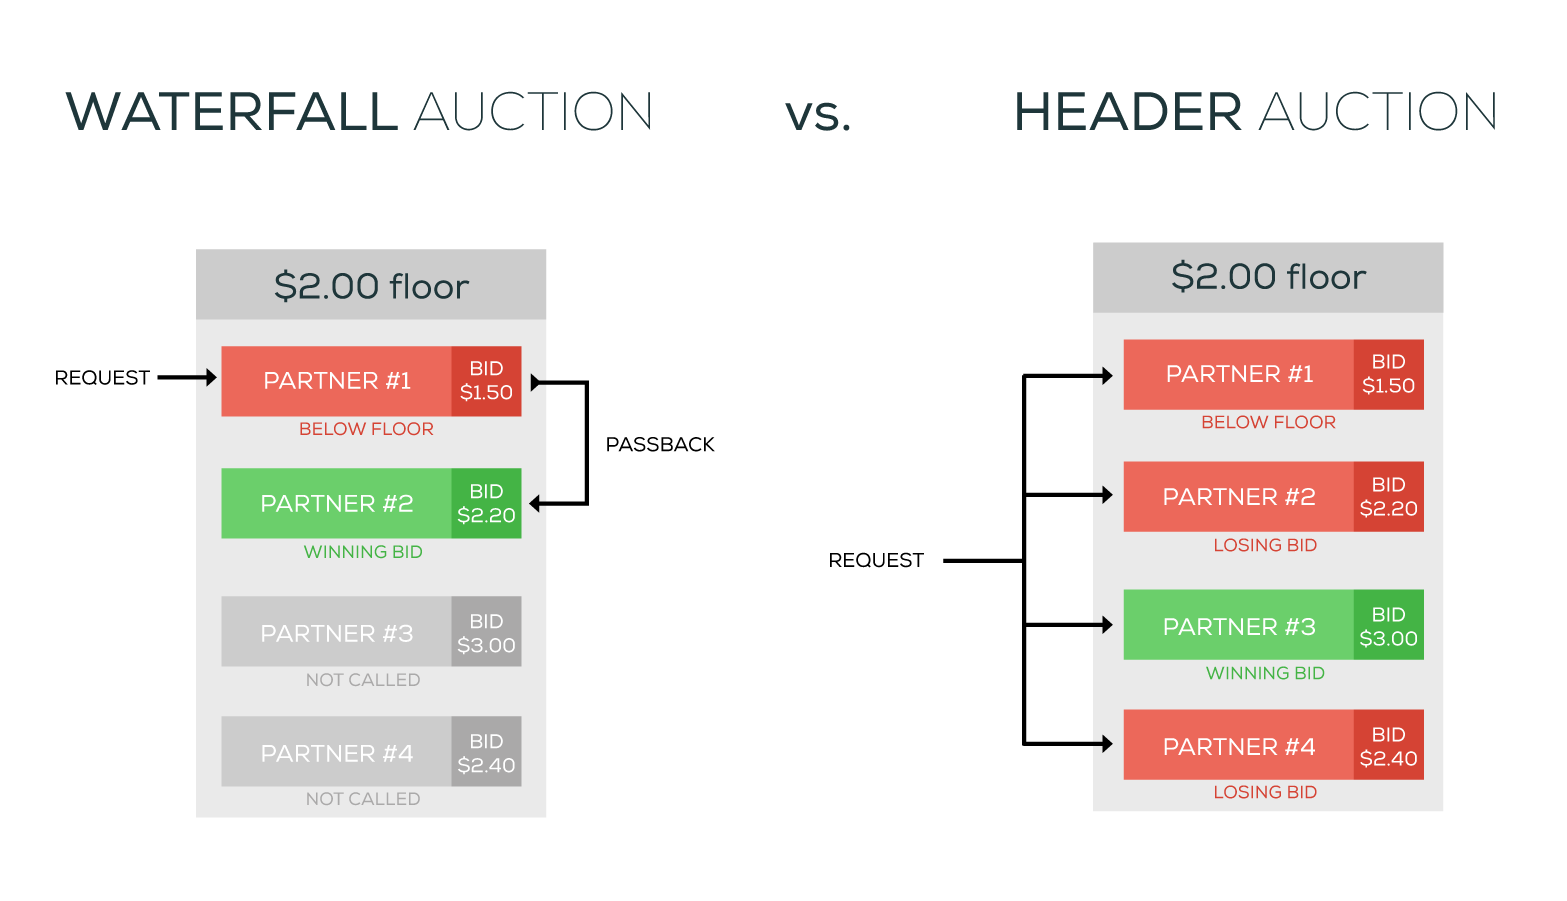 WATERFALL AUCTION vs. HEADER AUCTION
$2.00 floor
REQUEST
PARTNER #1
BID
$1.50
BELOW FLOOR
PASSBACK
PARTNER #2
BID
$2.20
WINNING BID
PARTNER #3
BID
$3.00
NOT CALLED
PARTNER #4
BID
$2.40
NOT CALLED
$2.00 floor
REQUEST
PARTNER #1
BID
$1.50
BELOW FLOOR
PARTNER #2
BID
$2.20
LOSING BID
PARTNER #3
BID
$3.00
WINNING BID
PARTNER #4
BID
$2.40
LOSING BID